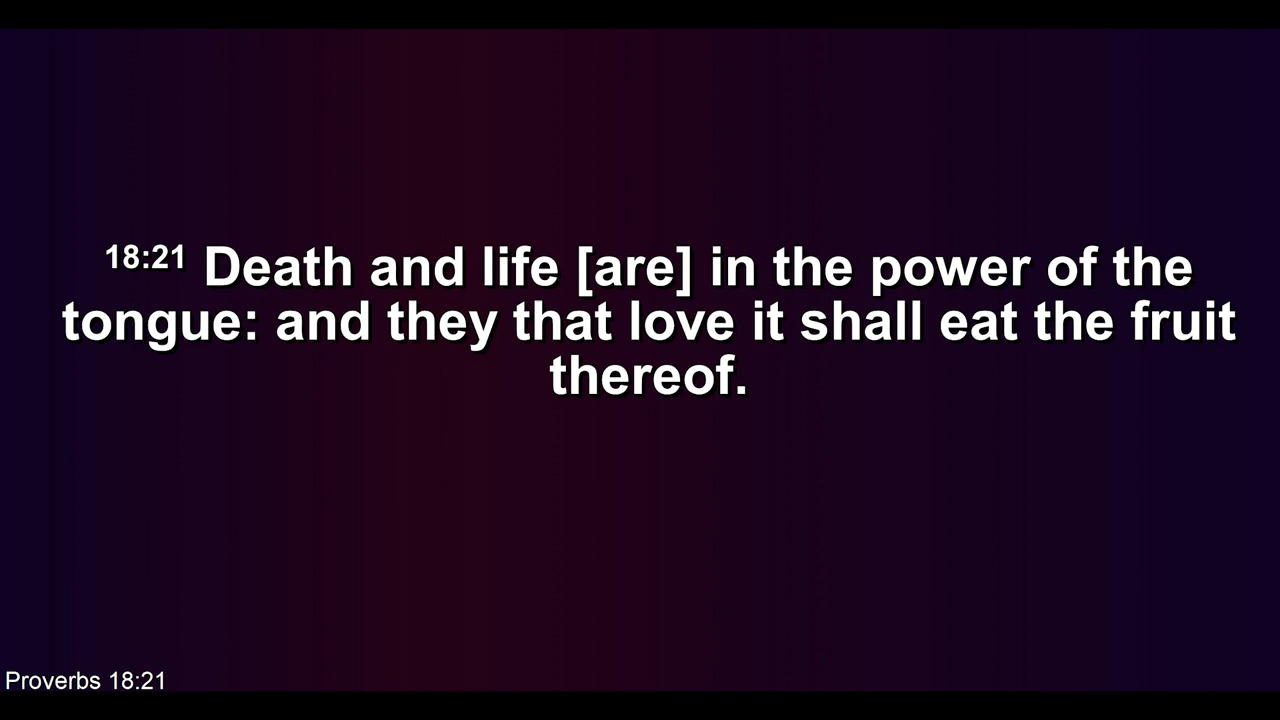 18:21 Death and life [are] in the power of the
tongue: and they that love it shall eat the fruit
thereof.
Proverbs 18:21